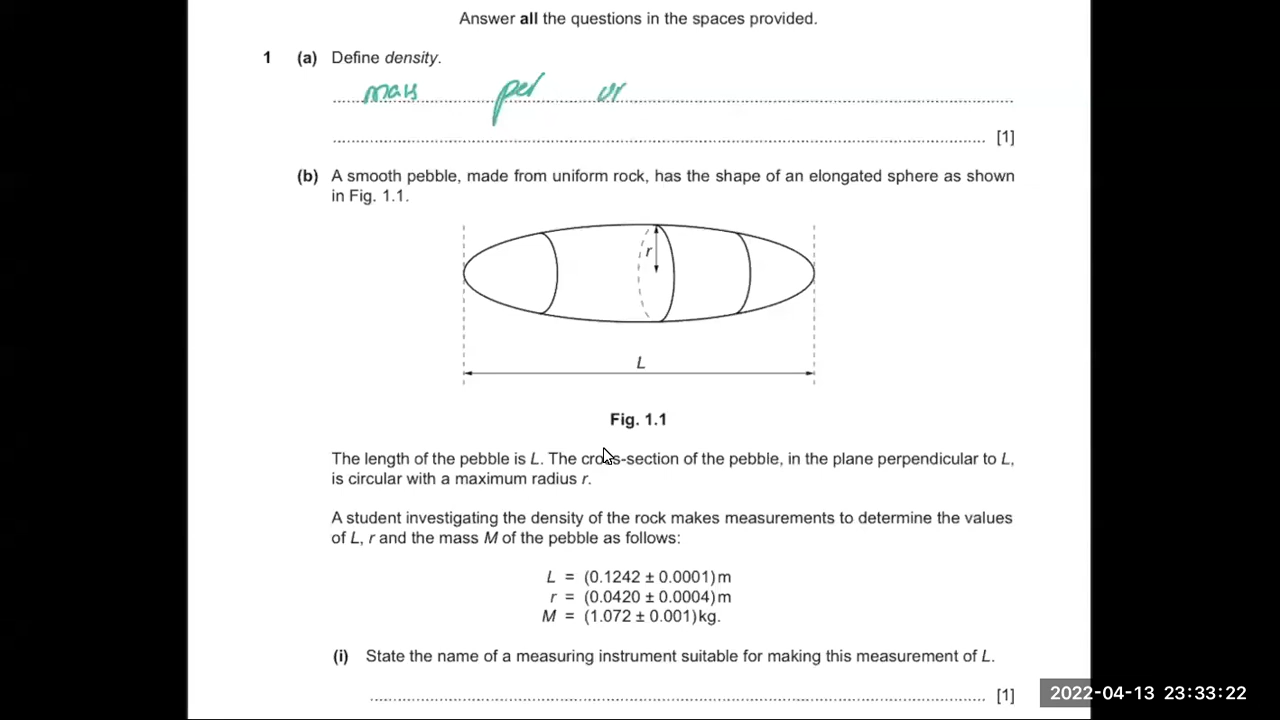 Answer all the questions in the spaces provided.
1 (a) Define density.
mass per
[1]
(b) A smooth pebble, made from uniform rock, has the shape of an elongated sphere as shown
in Fig. 1.1.
r
L
Fig. 1.1
The length of the pebble is L. The cross-section of the pebble, in the plane perpendicular to L,
is circular with a maximum radius r.
A student investigating the density of the rock makes measurements to determine the values
of L, r and the mass M of the pebble as follows:
L = (0.1242 ± 0.0001) m
r = (0.0420 ± 0.0004) m
M = (1.072 ± 0.001) kg.
(i) State the name of a measuring instrument suitable for making this measurement of L.
[1]
2022-04-13 23:33:22